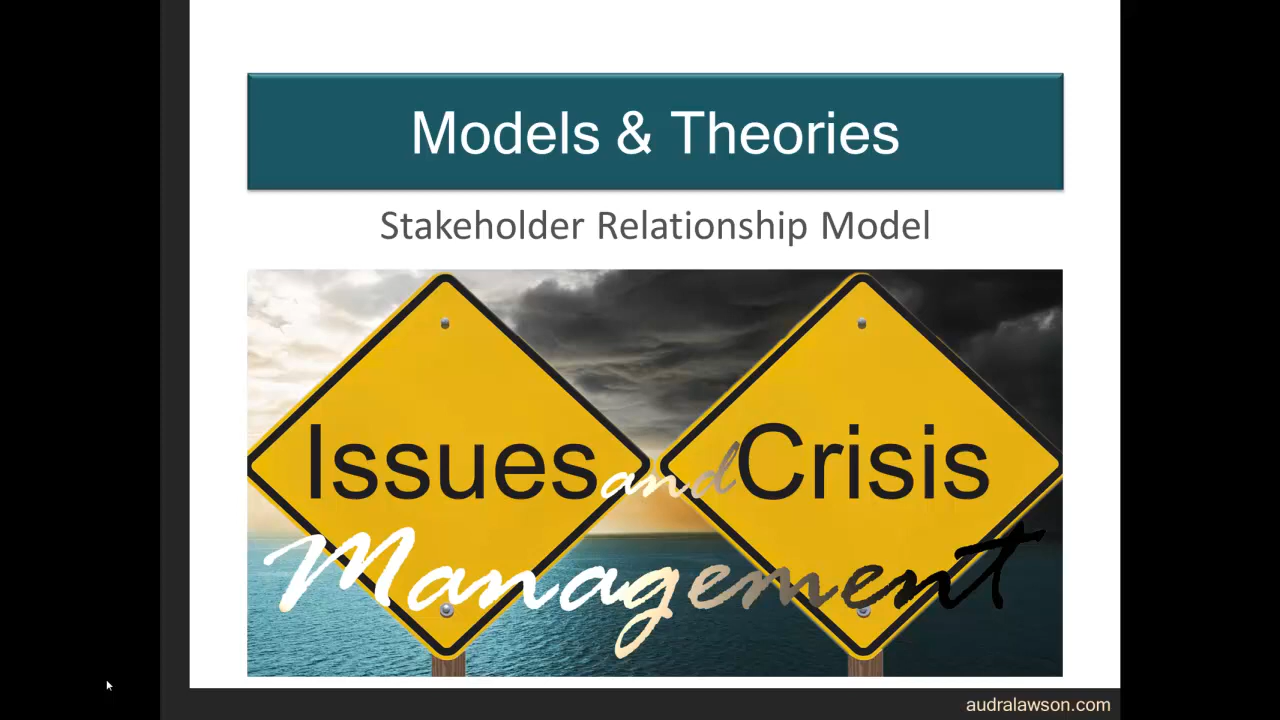 Models & Theories
Stakeholder Relationship Model
Issues and Crisis
Management
audralawson.com